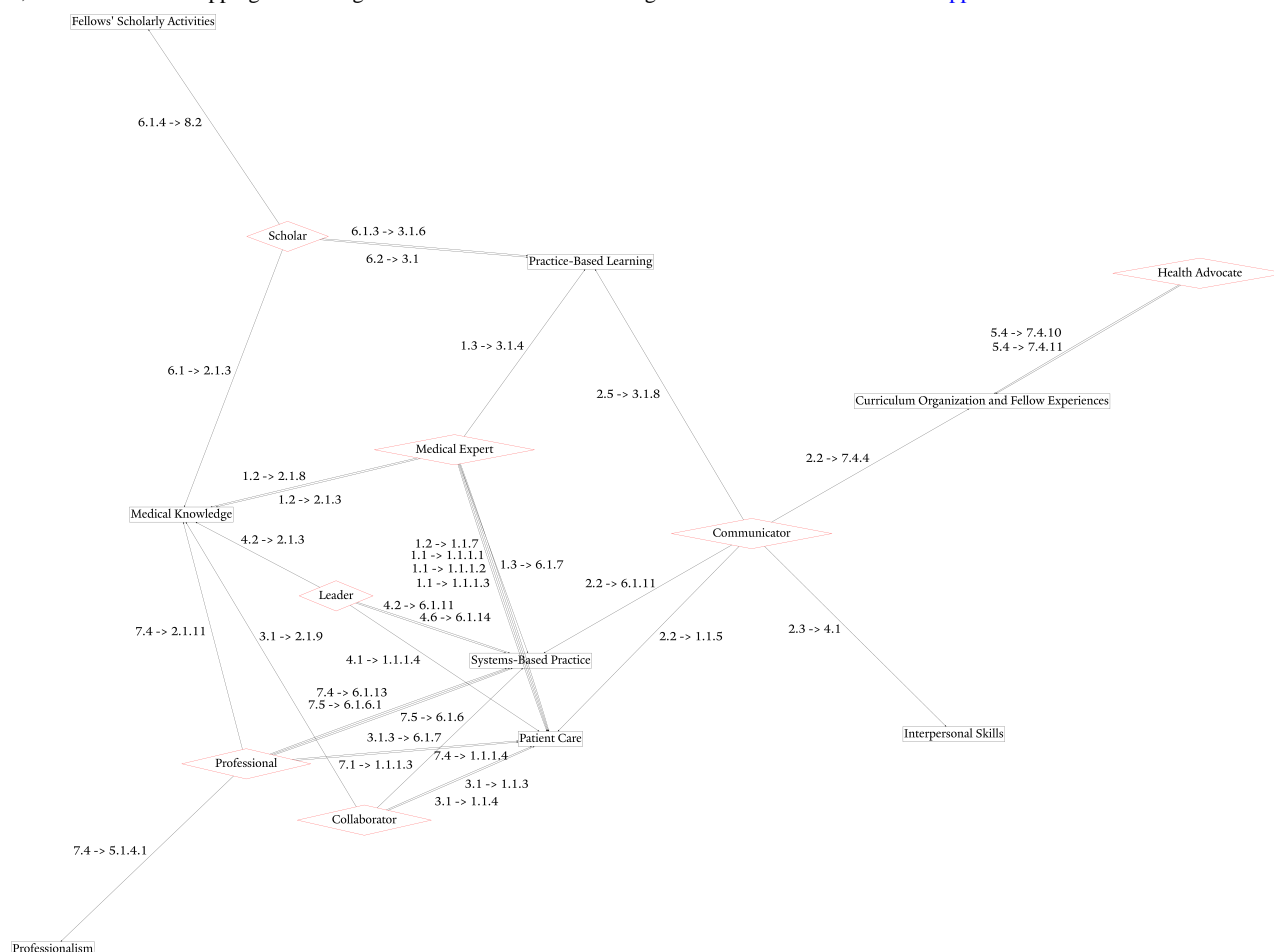 Fellows' Scholarly Activities
6.1.4 -> 8.2
Scholar
6.1.3 -> 3.1.6
6.2 -> 3.1
Practice-Based Learning
Health Advocate
5.4 -> 7.4.10
5.4 -> 7.4.11
1.3 -> 3.1.4
6.1 -> 2.1.3
2.5 -> 3.1.8
Curriculum Organization and Fellow Experiences
Medical Expert
2.2 -> 7.4.4
1.2 -> 2.1.8
1.2 -> 2.1.3
Medical Knowledge
Communicator
4.2 -> 2.1.3
1.2 -> 1.1.7
1.1 -> 1.1.1.1
1.1 -> 1.1.1.2
1.1 -> 1.1.1.3
1.3 -> 6.1.7
2.2 -> 6.1.11
Leader
4.2 -> 6.1.11
4.6 -> 6.1.14
7.4 -> 2.1.11
3.1 -> 2.1.9
2.2 -> 1.1.5
2.3 -> 4.1
4.1 -> 1.1.1.4
Systems-Based Practice
7.4 -> 6.1.13
7.5 -> 6.1.6.1
7.5 -> 6.1.6
3.1.3 -> 6.1.7
Patient Care
Interpersonal Skills
7.4 -> 1.1.1.4
Professional
7.1 -> 1.1.1.3
3.1 -> 1.1.3
3.1 -> 1.1.4
Collaborator
7.4 -> 5.1.4.1
Professionalism